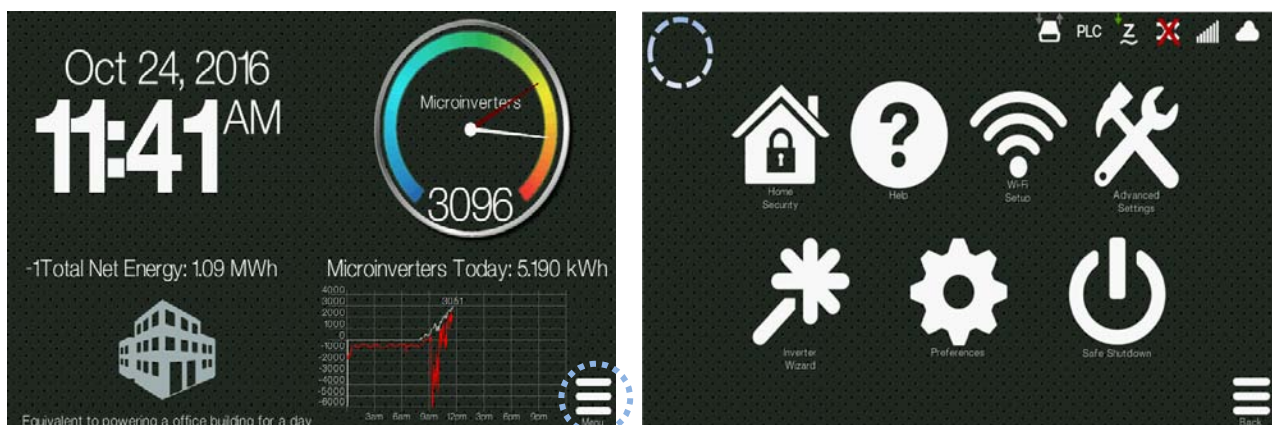 Oct 24, 2016
11:41 AM
Microinverters
3096
-1Total Net Energy: 1.09 MWh
Microinverters Today: 5.190 kWh
4000
3000
2000
1000
0
-1000
-2000
-3000
-4000
-5000
-6000
3051
3am 6am 9am 12pm 3pm 6pm 9pm
Menu
Equivalent to powering a office building for a day
PLC Z
Home
Security
Help
Wi-Fi
Setup
Advanced
Settings
Inverter
Wizard
Preferences
Safe Shutdown
Back